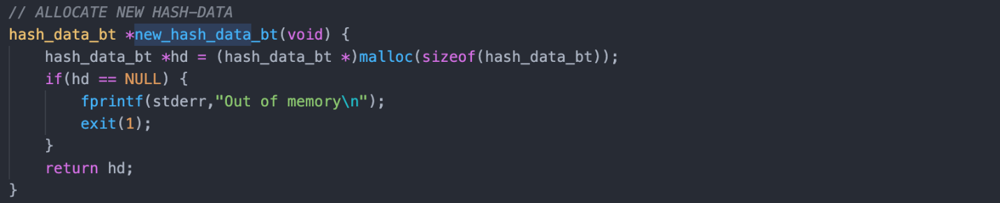 // ALLOCATE NEW HASH-DATA
hash_data_bt *new_hash_data_bt(void) {
    hash_data_bt *hd = (hash_data_bt *)malloc(sizeof(hash_data_bt));
    if(hd == NULL) {
        fprintf(stderr,"Out of memory\n");
        exit(1);
    }
    return hd;
}